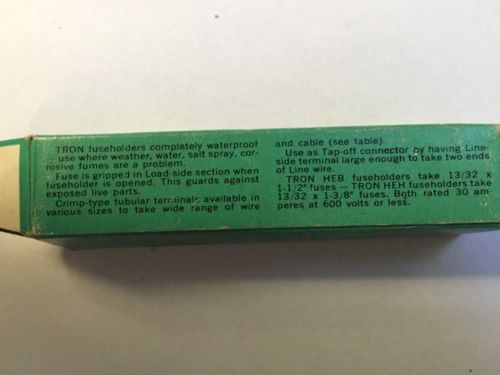 TRON fuseholders completely waterproof
use where weather, water, salt spray, cor-
rosive fumes are a problem.
Fuse is gripped in Load-side section when
fuseholder is opened. This guards against
exposed live parts.
Crimp-type tubular terminals available in
various sizes to take wide range of wire
and cable (see table).
Use as Tap-off connector by having Line-
side terminal large enough to take two ends
of Line wire.
TRON HEB fuseholders take 13/32 x
1-1/2" fuses — TRON HEH fuseholders take
13/32 x 1-3/8" fuses. Both rated 30 am
peres at 600 volts or less.